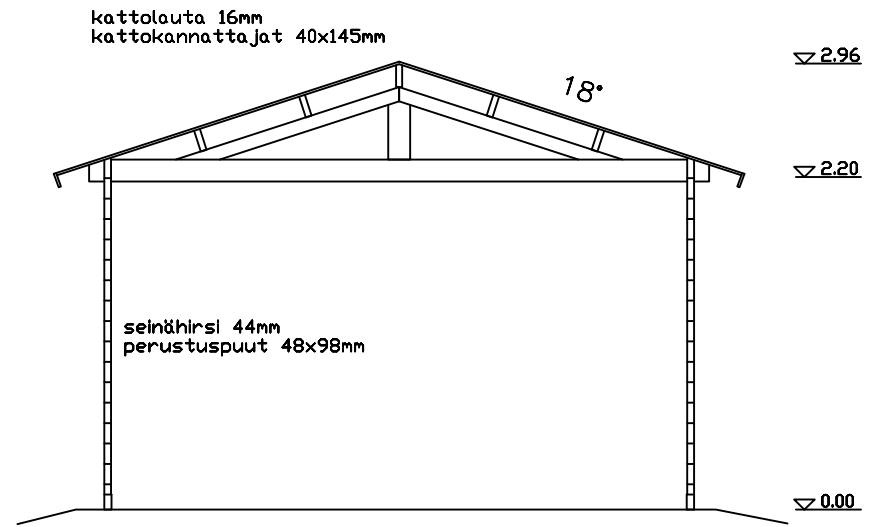 kattolauta 16mm
kattokannattajat 40x145mm
2.96
18°
2.20
seinähirsi 44mm
perustuspuut 48x98mm
0.00